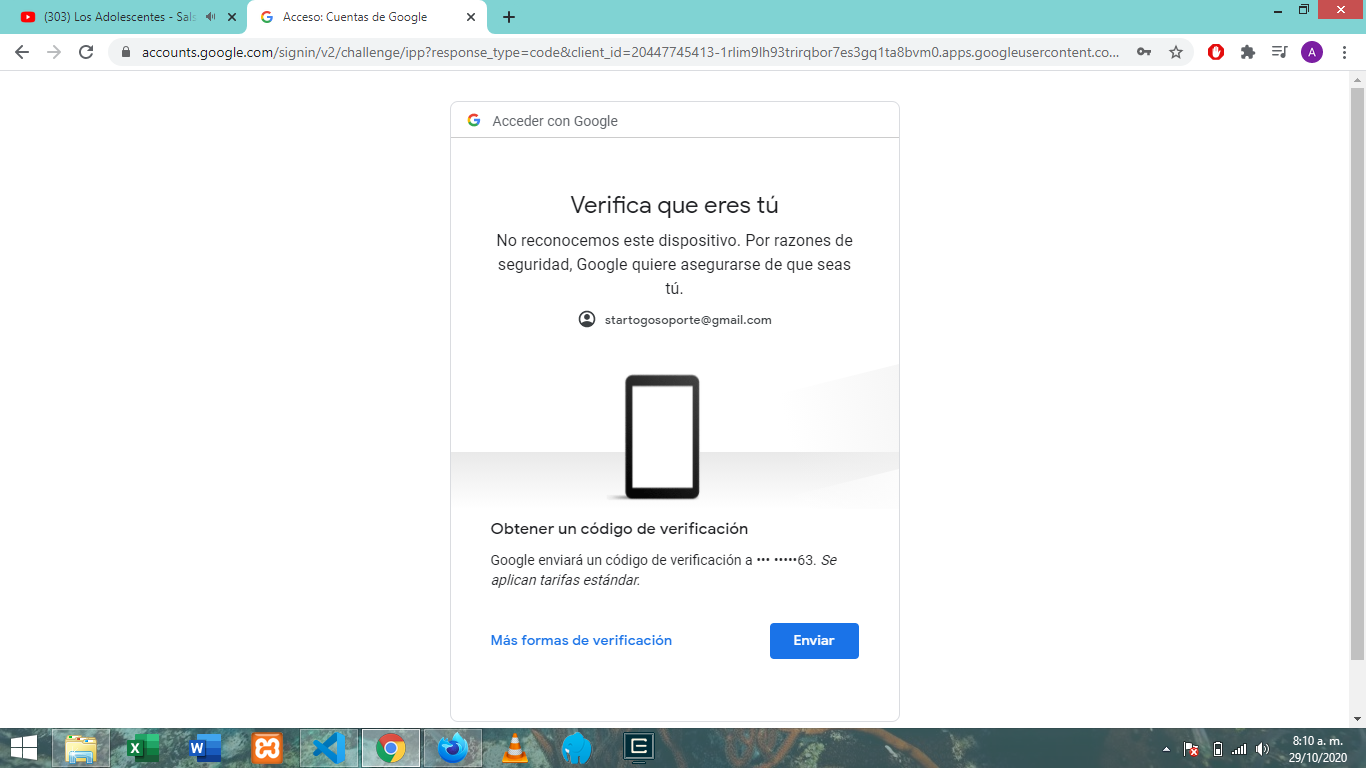 (303) Los Adolescentes - Sals
Acceso: Cuentas de Google
accounts.google.com/signin/v2/challenge/ipp?response_type=code&client_id=20447745413-1rlim9lh93trirqbor7es3gq1ta8bvm0.apps.googleusercontent.co...
A
Acceder con Google
Verifica que eres tú
No reconocemos este dispositivo. Por razones de
seguridad, Google quiere asegurarse de que seas
tú.
startogosoporte@gmail.com
Obtener un código de verificación
Google enviará un código de verificación a ••• •••••63. Se
aplican tarifas estándar.
Más formas de verificación
Enviar
8:10 a. m.
29/10/2020